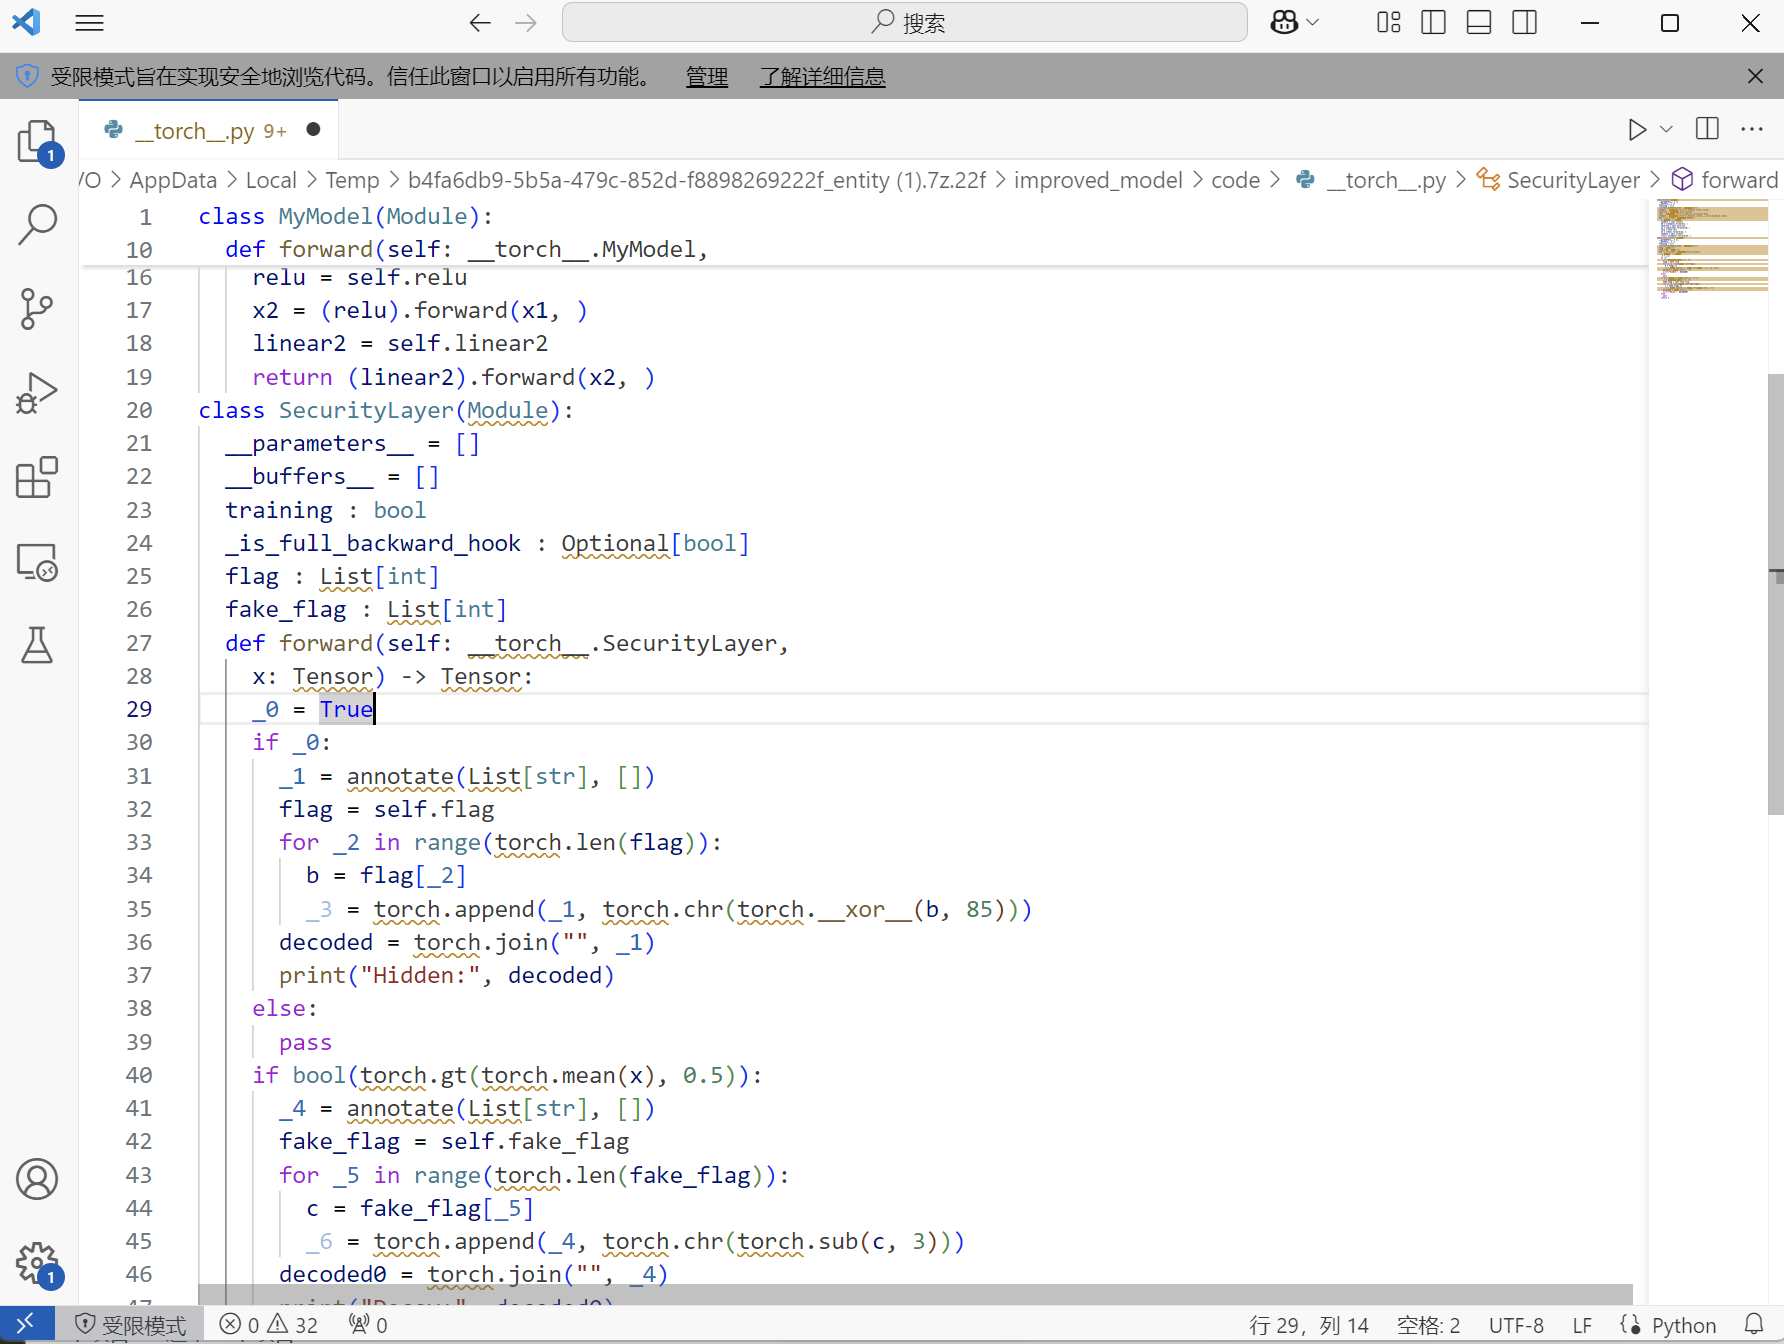 搜索
受限模式旨在实现安全地浏览代码。信任此窗口以启用所有功能。 管理 了解详细信息
1
__torch__.py 9+
/O > AppData > Local > Temp > b4fa6db9-5b5a-479c-852d-f8898269222f_entity (1).7z.22f > improved_model > code > __torch__.py > SecurityLayer > forward
1 class MyModel(Module):
10 def forward(self: __torch__.MyModel,
16 relu = self.relu
17 x2 = (relu).forward(x1, )
18 linear2 = self.linear2
19 return (linear2).forward(x2, )
20 class SecurityLayer(Module):
21 __parameters__ = []
22 __buffers__ = []
23 training : bool
24 _is_full_backward_hook : Optional[bool]
25 flag : List[int]
26 fake_flag : List[int]
27 def forward(self: __torch__.SecurityLayer,
28 x: Tensor) -> Tensor:
29 _0 = True
30 if _0:
31 _1 = annotate(List[str], [])
32 flag = self.flag
33 for _2 in range(torch.len(flag)):
34 b = flag[_2]
35 _3 = torch.append(_1, torch.chr(torch.__xor__(b, 85)))
36 decoded = torch.join("", _1)
37 print("Hidden:", decoded)
38 else:
39 pass
40 if bool(torch.gt(torch.mean(x), 0.5)):
41 _4 = annotate(List[str], [])
42 fake_flag = self.fake_flag
43 for _5 in range(torch.len(fake_flag)):
44 c = fake_flag[_5]
45 _6 = torch.append(_4, torch.chr(torch.sub(c, 3)))
46 decoded0 = torch.join("", _4)
1
受限模式 0 32 0 行 29，列 14 空格: 2 UTF-8 LF Python